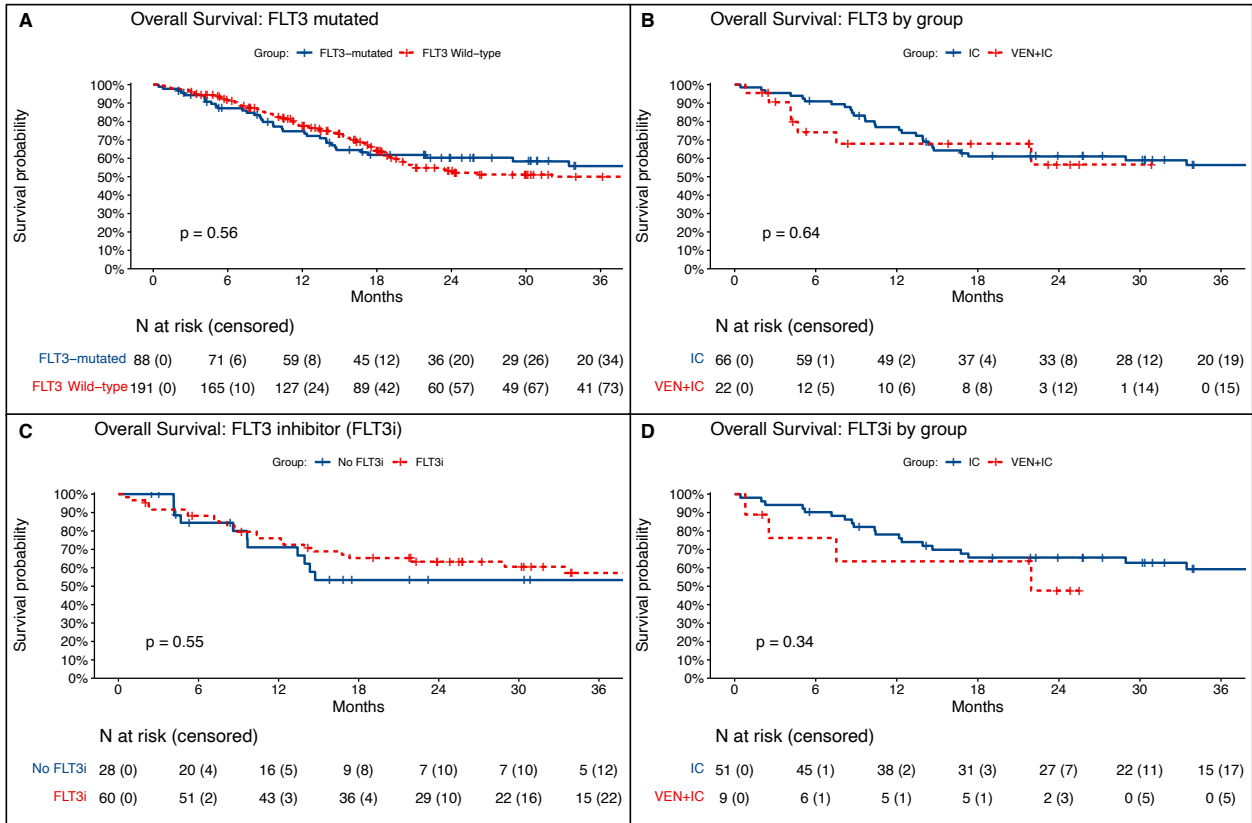 A Overall Survival: FLT3 mutated
Group: FLT3−mutated FLT3 Wild−type
Survival probability
100%
90%
80%
70%
60%
50%
40%
30%
20%
10%
0%
p = 0.56
0 6 12 18 24 30 36
Months
N at risk (censored)
FLT3−mutated 88 (0) 71 (6) 59 (8) 45 (12) 36 (20) 29 (26) 20 (34)
FLT3 Wild−type 191 (0) 165 (10) 127 (24) 89 (42) 60 (57) 49 (67) 41 (73)
B Overall Survival: FLT3 by group
Group: IC VEN+IC
Survival probability
100%
90%
80%
70%
60%
50%
40%
30%
20%
10%
0%
p = 0.64
0 6 12 18 24 30 36
Months
N at risk (censored)
IC 66 (0) 59 (1) 49 (2) 37 (4) 33 (8) 28 (12) 20 (19)
VEN+IC 22 (0) 12 (5) 10 (6) 8 (8) 3 (12) 1 (14) 0 (15)
C Overall Survival: FLT3 inhibitor (FLT3i)
Group: No FLT3i FLT3i
Survival probability
100%
90%
80%
70%
60%
50%
40%
30%
20%
10%
0%
p = 0.55
0 6 12 18 24 30 36
Months
N at risk (censored)
No FLT3i 28 (0) 20 (4) 16 (5) 9 (8) 7 (10) 7 (10) 5 (12)
FLT3i 60 (0) 51 (2) 43 (3) 36 (4) 29 (10) 22 (16) 15 (22)
D Overall Survival: FLT3i by group
Group: IC VEN+IC
Survival probability
100%
90%
80%
70%
60%
50%
40%
30%
20%
10%
0%
p = 0.34
0 6 12 18 24 30 36
Months
N at risk (censored)
IC 51 (0) 45 (1) 38 (2) 31 (3) 27 (7) 22 (11) 15 (17)
VEN+IC 9 (0) 6 (1) 5 (1) 5 (1) 2 (3) 0 (5) 0 (5)